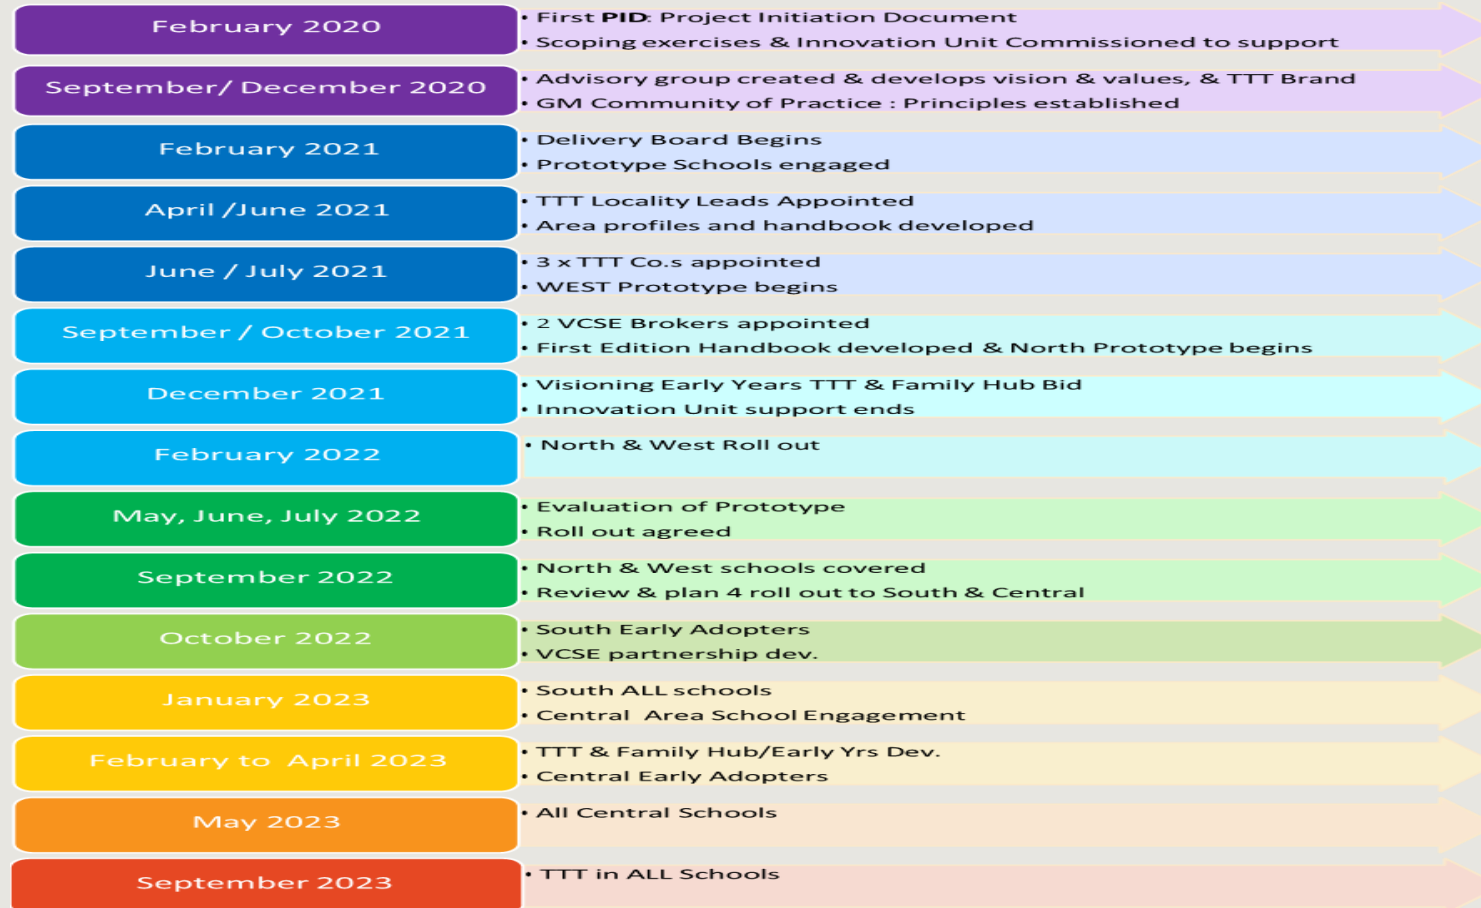 February 2020
• First PID: Project Initiation Document
• Scoping exercises & Innovation Unit Commissioned to support
September/ December 2020
• Advisory group created & develops vision & values, & TTT Brand
• GM Community of Practice : Principles established
February 2021
• Delivery Board Begins
• Prototype Schools engaged
April /June 2021
• TTT Locality Leads Appointed
• Area profiles and handbook developed
June / July 2021
• 3 x TTT Co.s appointed
• WEST Prototype begins
September / October 2021
• 2 VCSE Brokers appointed
• First Edition Handbook developed & North Prototype begins
December 2021
• Visioning Early Years TTT & Family Hub Bid
• Innovation Unit support ends
February 2022
• North & West Roll out
May, June, July 2022
• Evaluation of Prototype
• Roll out agreed
September 2022
• North & West schools covered
• Review & plan 4 roll out to South & Central
October 2022
• South Early Adopters
• VCSE partnership dev.
January 2023
• South ALL schools
• Central Area School Engagement
February to April 2023
• TTT & Family Hub/Early Yrs Dev.
• Central Early Adopters
May 2023
• All Central Schools
September 2023
• TTT in ALL Schools